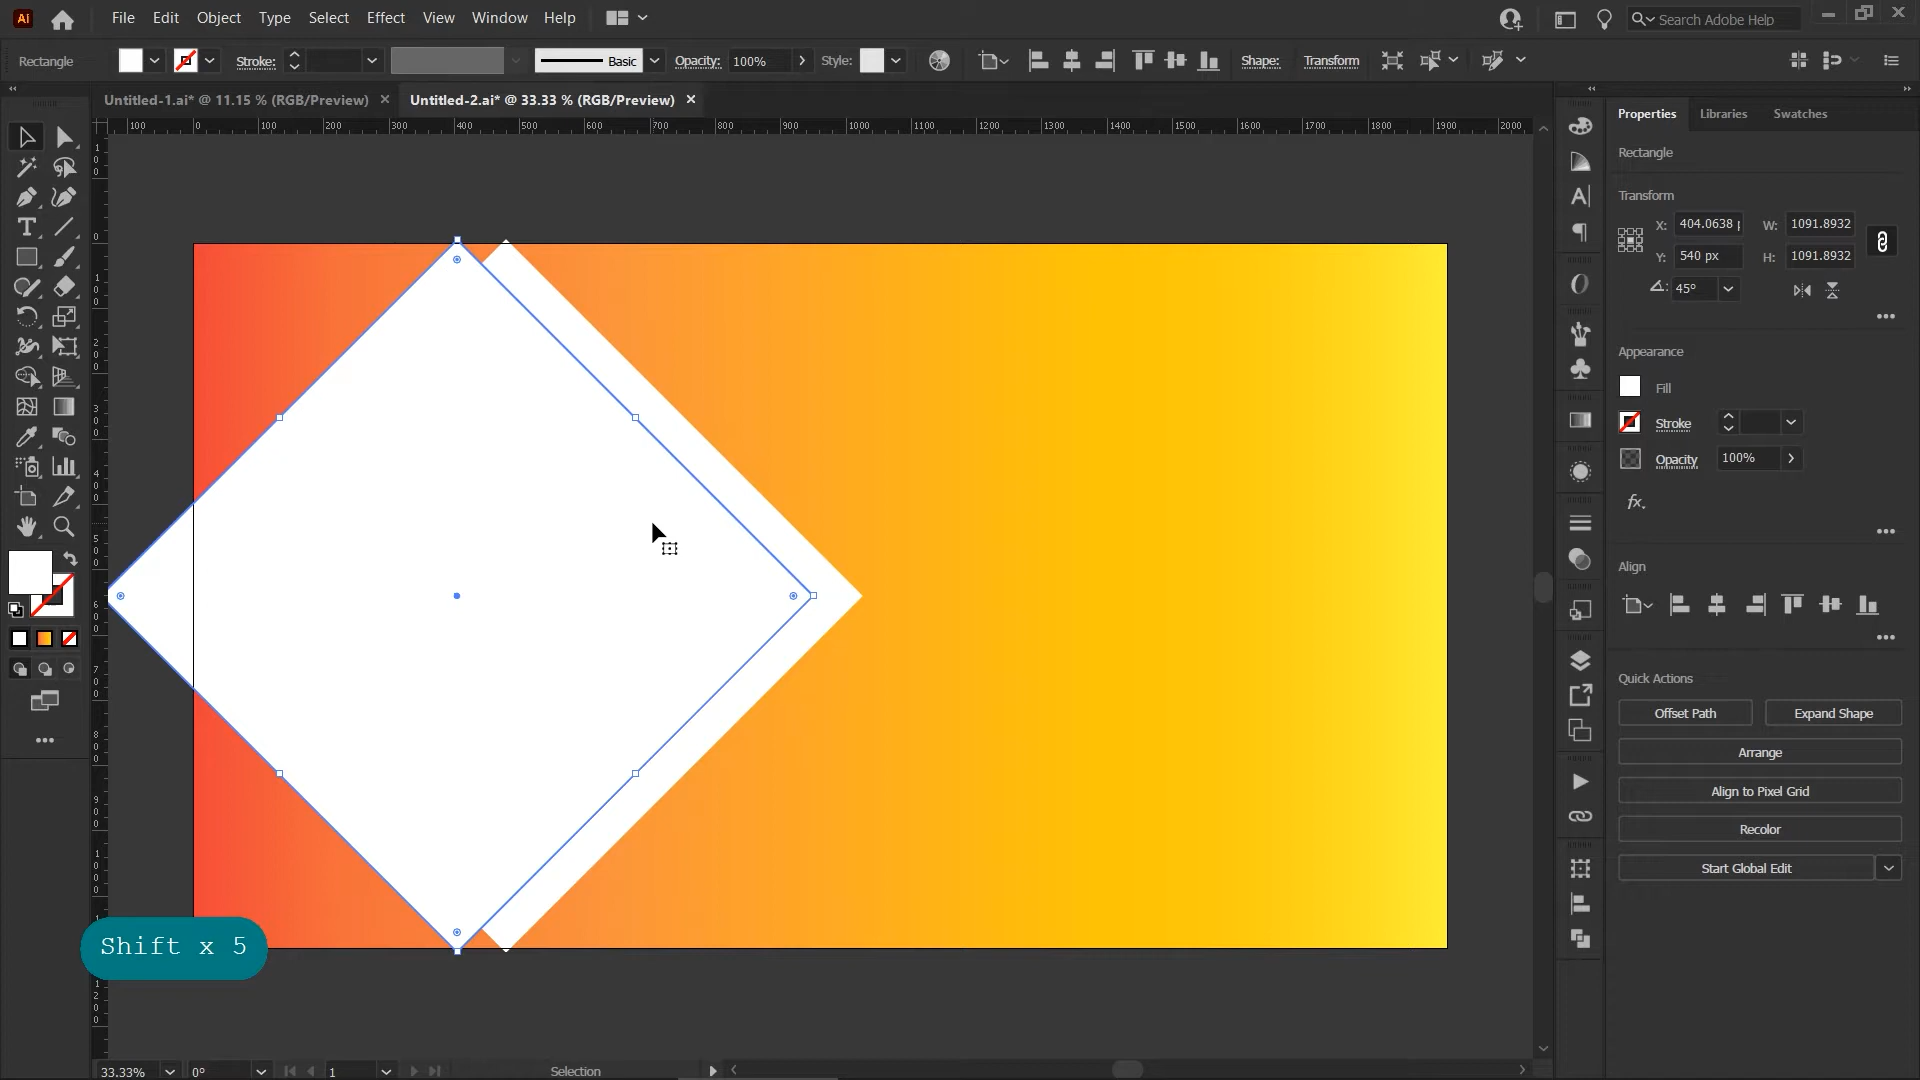 Ai File Edit Object Type Select Effect View Window Help Search Adobe Help
Rectangle Stroke: Basic Opacity: 100% Style: Shape: Transform
Untitled-1.ai* @ 11.15 % (RGB/Preview) × Untitled-2.ai* @ 33.33 % (RGB/Preview) ×
100 0 100 200 300 400 500 600 700 800 900 1000 1100 1200 1300 1400 1500 1600 1700 1800 1900 2000
Properties Libraries Swatches
Rectangle
Transform
X: 404.0638 W: 1091.8932
Y: 540 px H: 1091.8932
45°
Appearance
Fill
Stroke
Opacity 100%
fx.
Align
Quick Actions
Offset Path Expand Shape
Arrange
Align to Pixel Grid
Recolor
Start Global Edit
Shift x 5
33.33% 0° 1 Selection